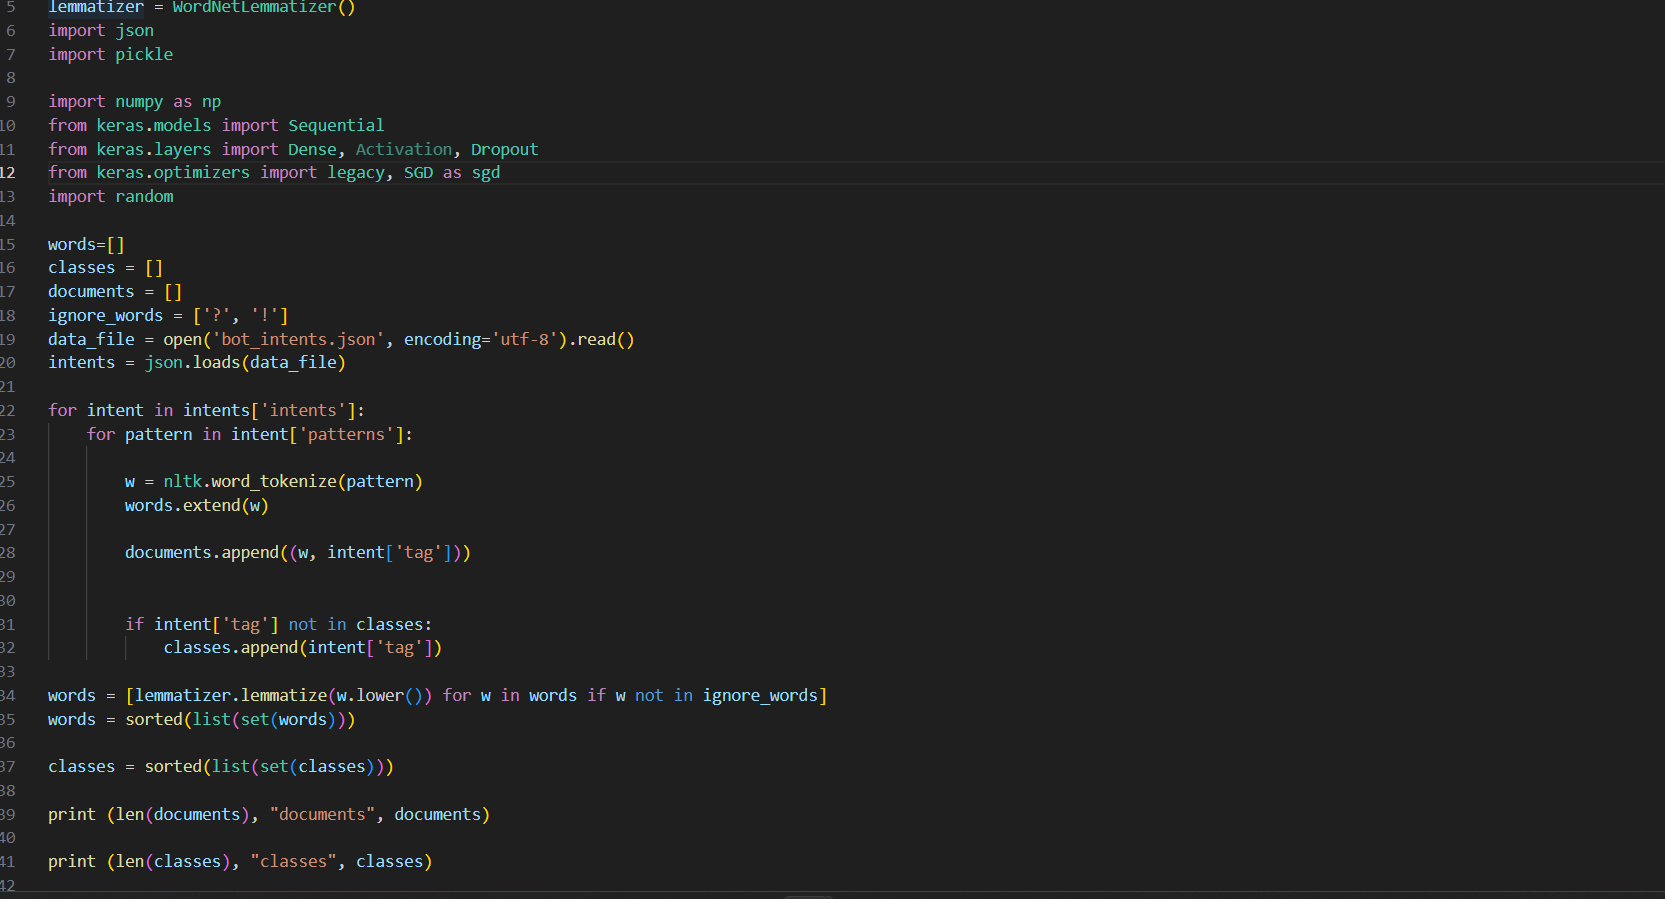 5 lemmatizer = WordNetLemmatizer()
6 import json
7 import pickle
8
9 import numpy as np
10 from keras.models import Sequential
11 from keras.layers import Dense, Activation, Dropout
12 from keras.optimizers import legacy, SGD as sgd
13 import random
14
15 words=[]
16 classes = []
17 documents = []
18 ignore_words = ['?', '!']
19 data_file = open('bot_intents.json', encoding='utf-8').read()
20 intents = json.loads(data_file)
21
22 for intent in intents['intents']:
23     for pattern in intent['patterns']:
24
25         w = nltk.word_tokenize(pattern)
26         words.extend(w)
27
28         documents.append((w, intent['tag']))
29
30
31         if intent['tag'] not in classes:
32             classes.append(intent['tag'])
33
34 words = [lemmatizer.lemmatize(w.lower()) for w in words if w not in ignore_words]
35 words = sorted(list(set(words)))
36
37 classes = sorted(list(set(classes)))
38
39 print (len(documents), "documents", documents)
40
41 print (len(classes), "classes", classes)
42